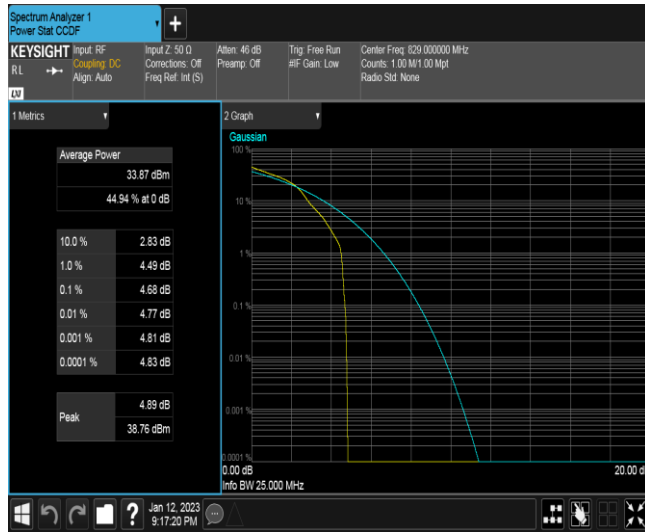 Spectrum Analyzer 1
Power Stat CCDF
+
KEYSIGHT
RL
Input: RF
Coupling: DC
Align: Auto
Input Z: 50 Ω
Corrections: Off
Freq Ref: Int (S)
Atten: 46 dB
Preamp: Off
Trig: Free Run
#IF Gain: Low
Center Freq: 829.000000 MHz
Counts: 1.00 M/1.00 Mpt
Radio Std: None
1 Metrics
Average Power
33.87 dBm
44.94 % at 0 dB
10.0 % 2.83 dB
1.0 % 4.49 dB
0.1 % 4.68 dB
0.01 % 4.77 dB
0.001 % 4.81 dB
0.0001 % 4.83 dB
Peak
4.89 dB
38.76 dBm
2 Graph
Gaussian
100 %
10 %
1 %
0.1 %
0.01 %
0.001 %
0.0001 %
0.00 dB 20.00 d
Info BW 25.000 MHz
?
Jan 12, 2023
9:17:20 PM